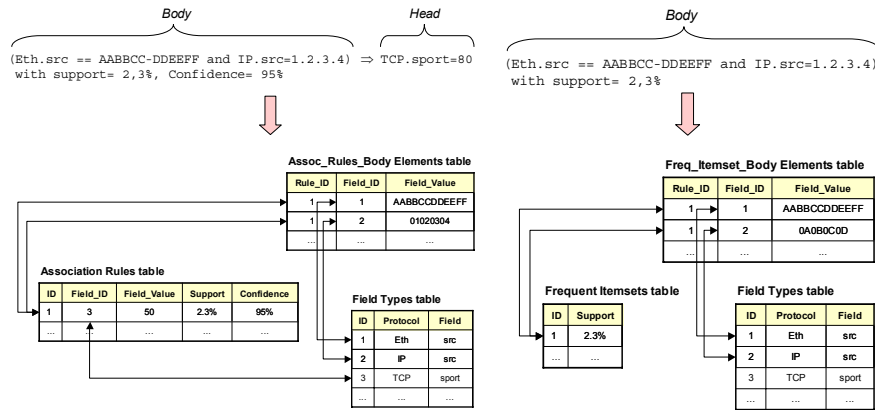 Body
Head
(Eth.src == AABBCC-DDEEFF and IP.src=1.2.3.4) ⇒ TCP.sport=80
with support= 2,3%, Confidence= 95%
Assoc_Rules_Body Elements table
Rule_ID Field_ID Field_Value
1 1 AABBCCDDEEFF
1 2 01020304
... ... ...
Association Rules table
ID Field_ID Field_Value Support Confidence
1 3 50 2.3% 95%
... ... ... ... ...
Field Types table
ID Protocol Field
1 Eth src
2 IP src
3 TCP sport
... ... ...
Body
(Eth.src == AABBCC-DDEEFF and IP.src=1.2.3.4)
with support= 2,3%
Freq_Itemset_Body Elements table
Rule_ID Field_ID Field_Value
1 1 AABBCCDDEEFF
1 2 0A0B0C0D
... ... ...
Frequent Itemsets table
ID Support
1 2.3%
... ...
Field Types table
ID Protocol Field
1 Eth src
2 IP src
3 TCP sport
... ... ...